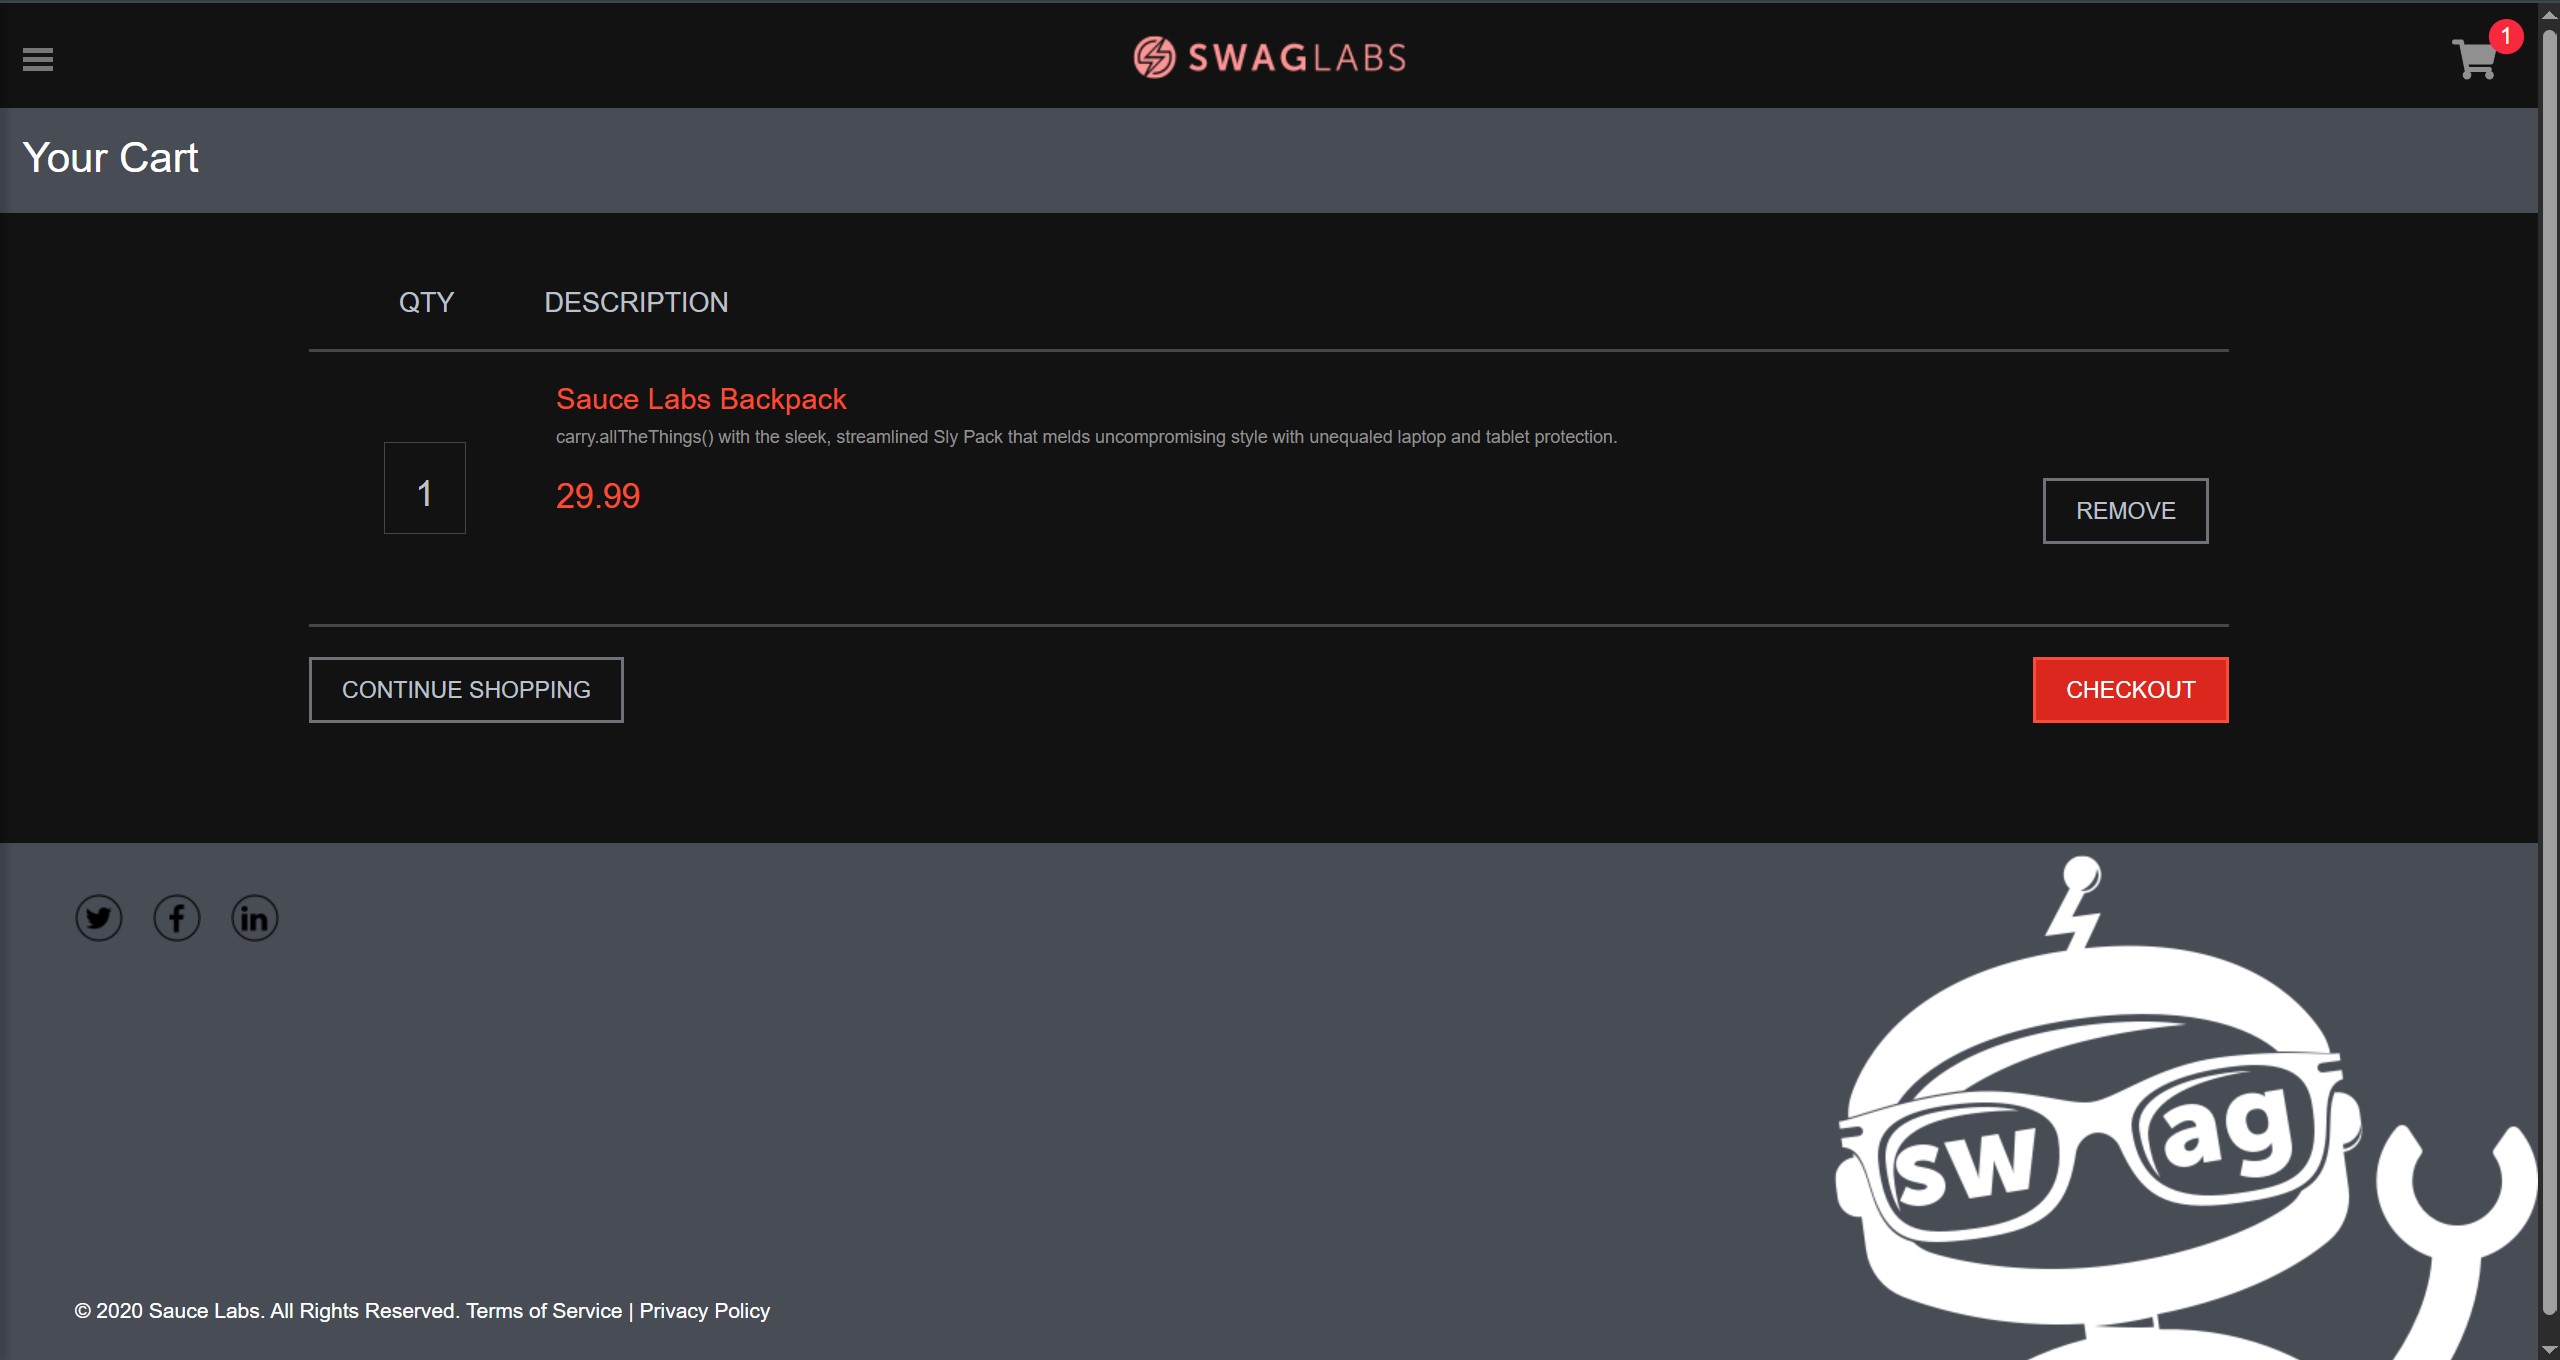 SWAGLABS
1
Your Cart
QTY DESCRIPTION
Sauce Labs Backpack
carry.allTheThings() with the sleek, streamlined Sly Pack that melds uncompromising style with unequaled laptop and tablet protection.
1
29.99
REMOVE
CONTINUE SHOPPING
CHECKOUT
in
swag
© 2020 Sauce Labs. All Rights Reserved. Terms of Service | Privacy Policy